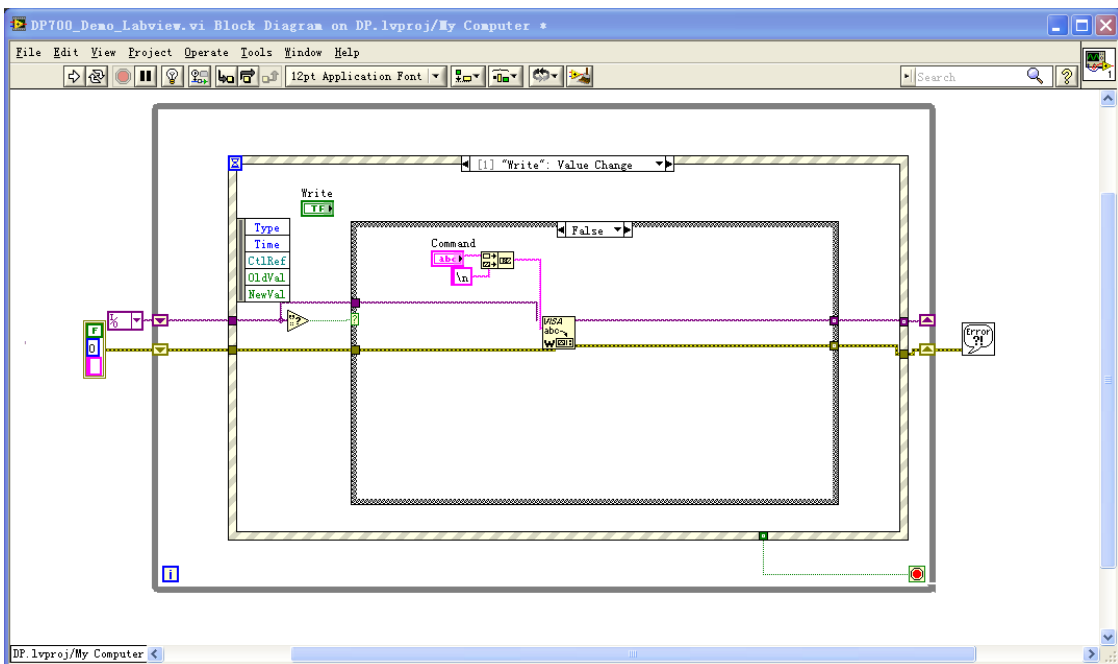 DP700_Demo_Labview.vi Block Diagram on DP.lvproj/My Computer *
File Edit View Project Operate Tools Window Help
12pt Application Font
Search
1
[1] "Write": Value Change
Write
TF
Type
Time
CtlRef
OldVal
NewVal
False
Command
abc
\n
?
?
I/O
F
0
VISA
abc
W
Error
?!
i
DP.lvproj/My Computer